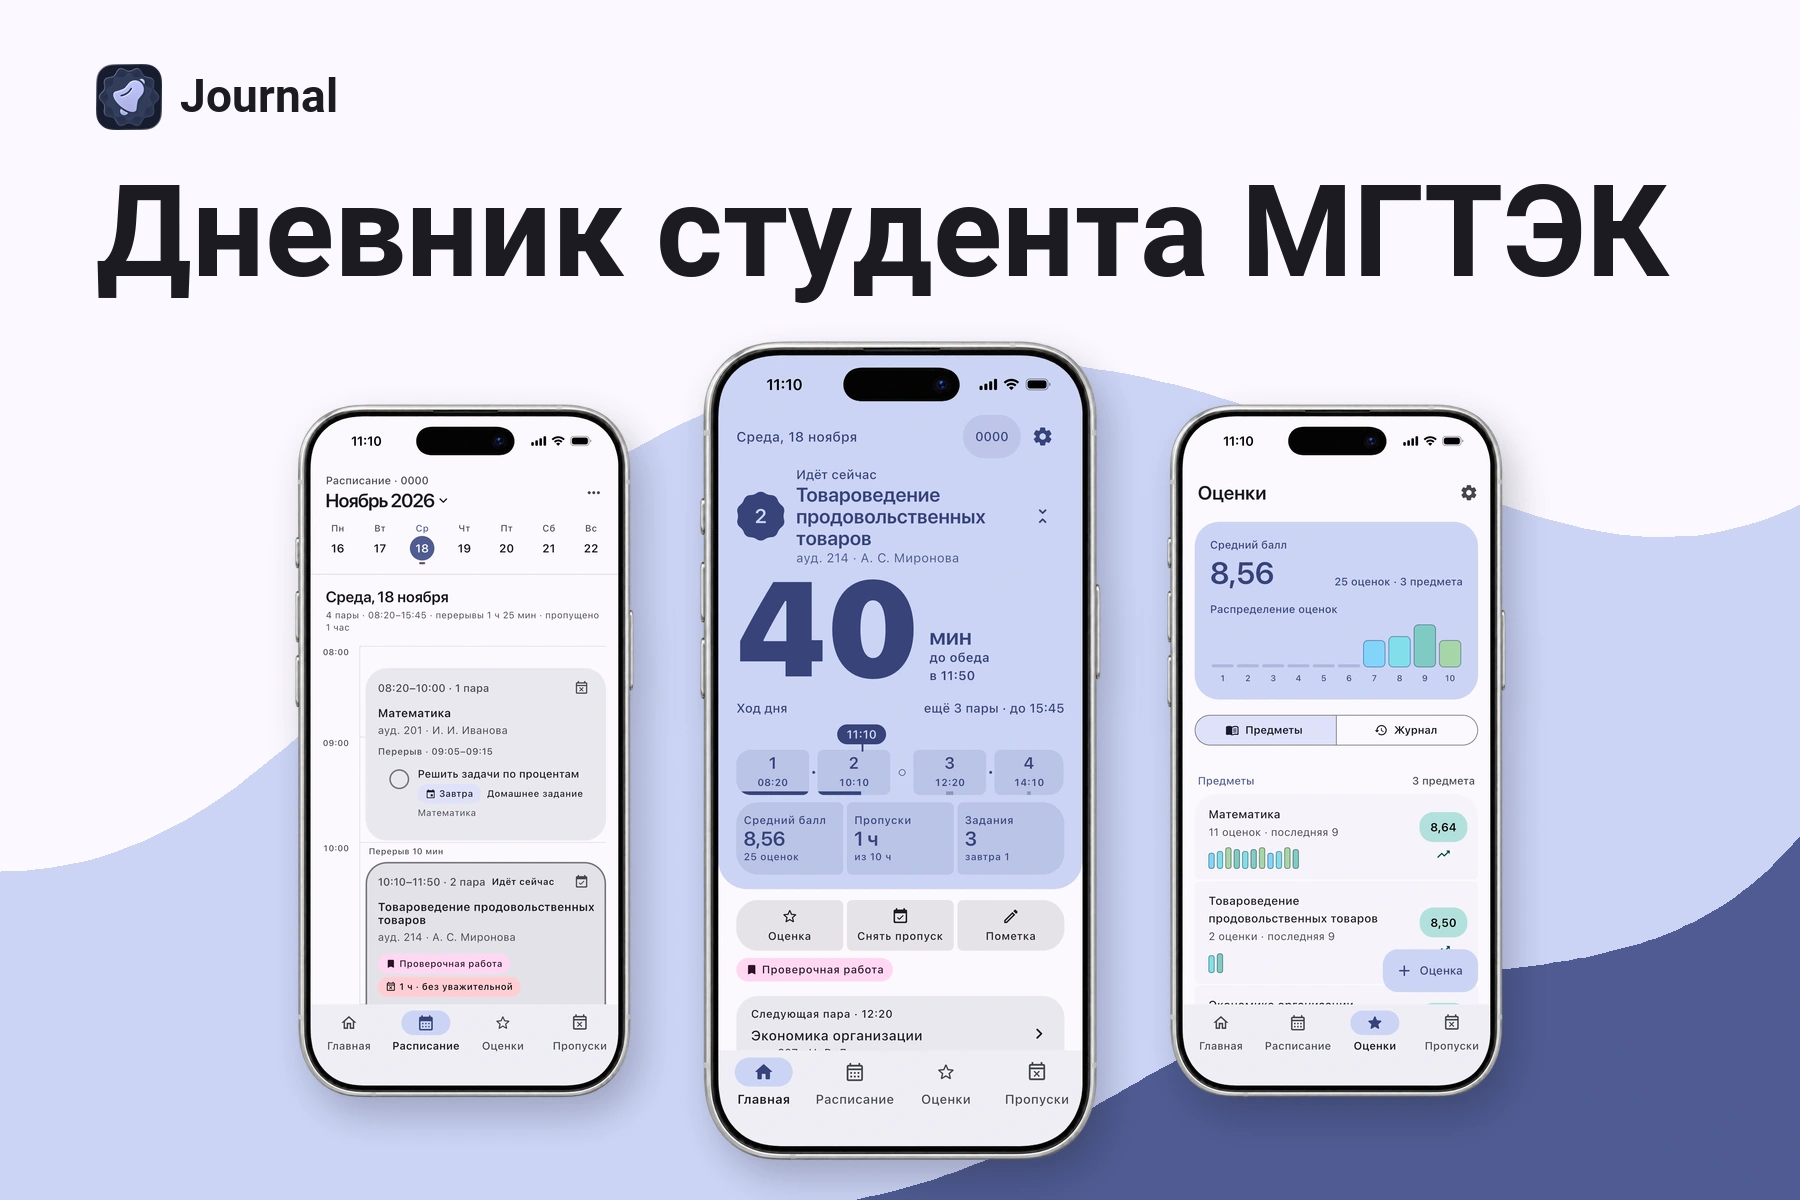 Journal
Дневник студента МГТЭК
11:10
Расписание · 0000
Ноябрь 2026
Пн Вт Ср Чт Пт Сб Вс
16 17 18 19 20 21 22
Среда, 18 ноября
4 пары · 08:20–15:45 · перерывы 1 ч 25 мин · пропущено
1 час
08:00
08:20–10:00 · 1 пара
Математика
ауд. 201 · И. И. Иванова
09:00
Перерыв · 09:05–09:15
Решить задачи по процентам
Завтра Домашнее задание
Математика
10:00
Перерыв 10 мин
10:10–11:50 · 2 пара Идёт сейчас
Товароведение продовольственных
товаров
ауд. 214 · А. С. Миронова
Проверочная работа
1 ч · без уважительной
Главная Расписание Оценки Пропуски
11:10
Среда, 18 ноября 0000
Идёт сейчас
2
Товароведение
продовольственных
товаров
ауд. 214 · А. С. Миронова
40 мин
до обеда
в 11:50
Ход дня ещё 3 пары · до 15:45
11:10
1 2 3 4
08:20 10:10 12:20 14:10
Средний балл Пропуски Задания
8,56 1 ч 3
25 оценок из 10 ч завтра 1
Оценка Снять пропуск Пометка
Проверочная работа
Следующая пара · 12:20
Экономика организации
Главная Расписание Оценки Пропуски
11:10
Оценки
Средний балл
8,56 25 оценок · 3 предмета
Распределение оценок
1 2 3 4 5 6 7 8 9 10
Предметы Журнал
Предметы 3 предмета
Математика
11 оценок · последняя 9
8,64
Товароведение
продовольственных товаров
2 оценки · последняя 9
8,50
+ Оценка
Экономика организации
Главная Расписание Оценки Пропуски